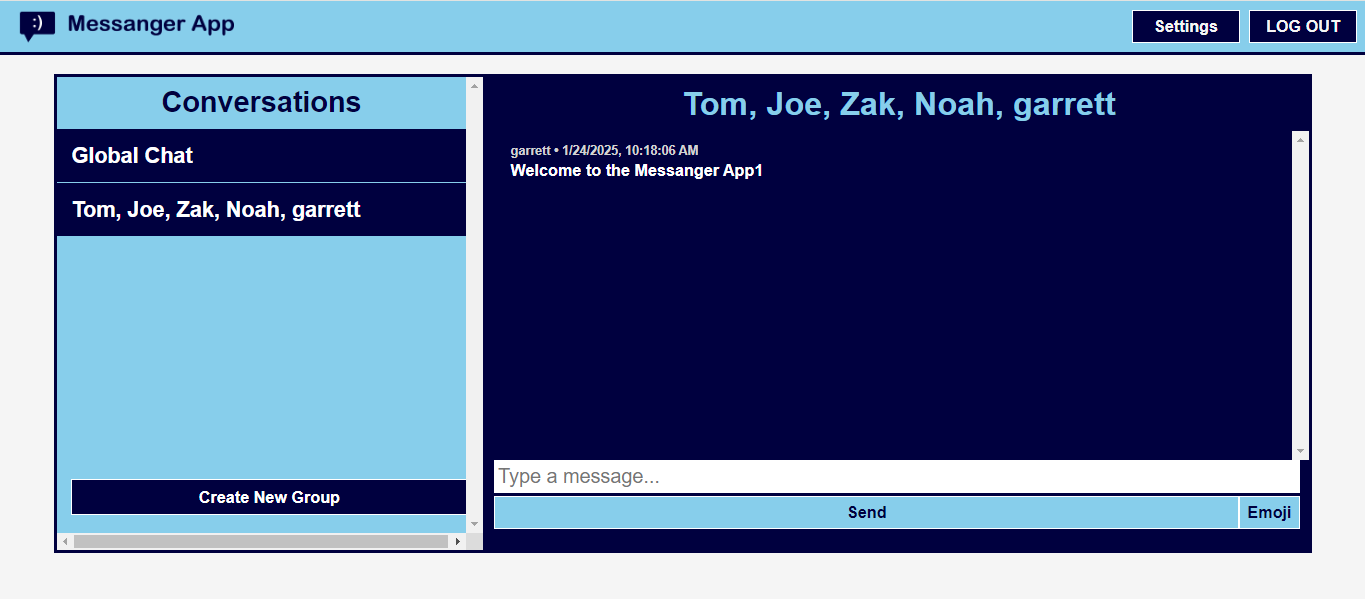 :) Messanger App
Settings
LOG OUT
Conversations
Global Chat
Tom, Joe, Zak, Noah, garrett
Create New Group
Tom, Joe, Zak, Noah, garrett
garrett • 1/24/2025, 10:18:06 AM
Welcome to the Messanger App1
Type a message...
Send
Emoji